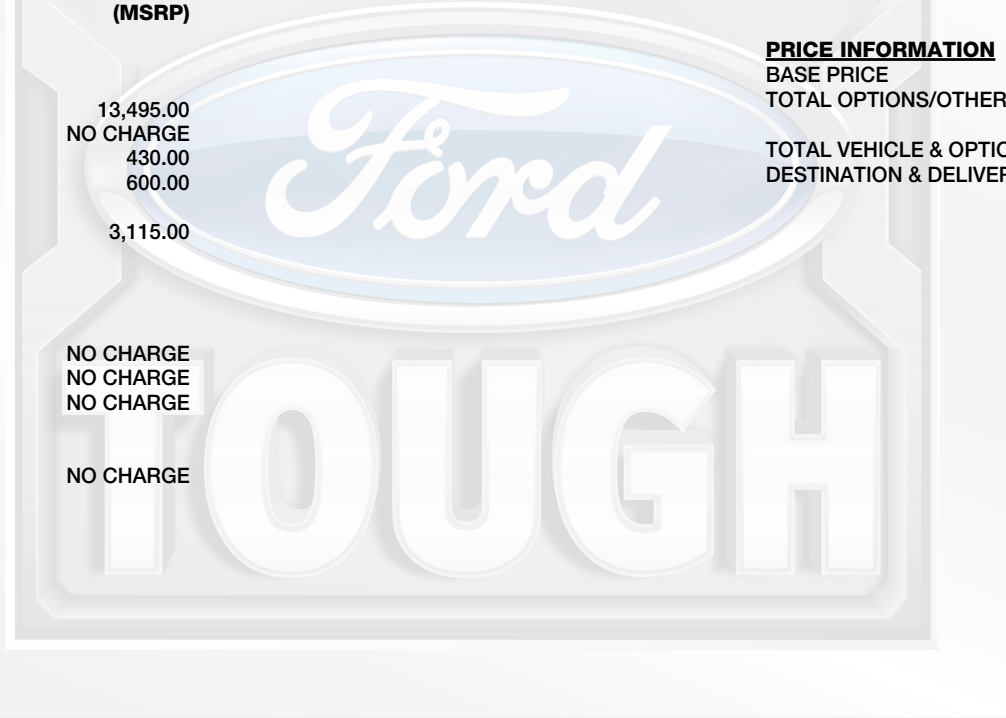 (MSRP)
13,495.00
NO CHARGE
430.00
600.00
3,115.00
NO CHARGE
NO CHARGE
NO CHARGE
NO CHARGE
PRICE INFORMATION
BASE PRICE
TOTAL OPTIONS/OTHER
TOTAL VEHICLE & OPTIO
DESTINATION & DELIVER
Ford
TOUGH